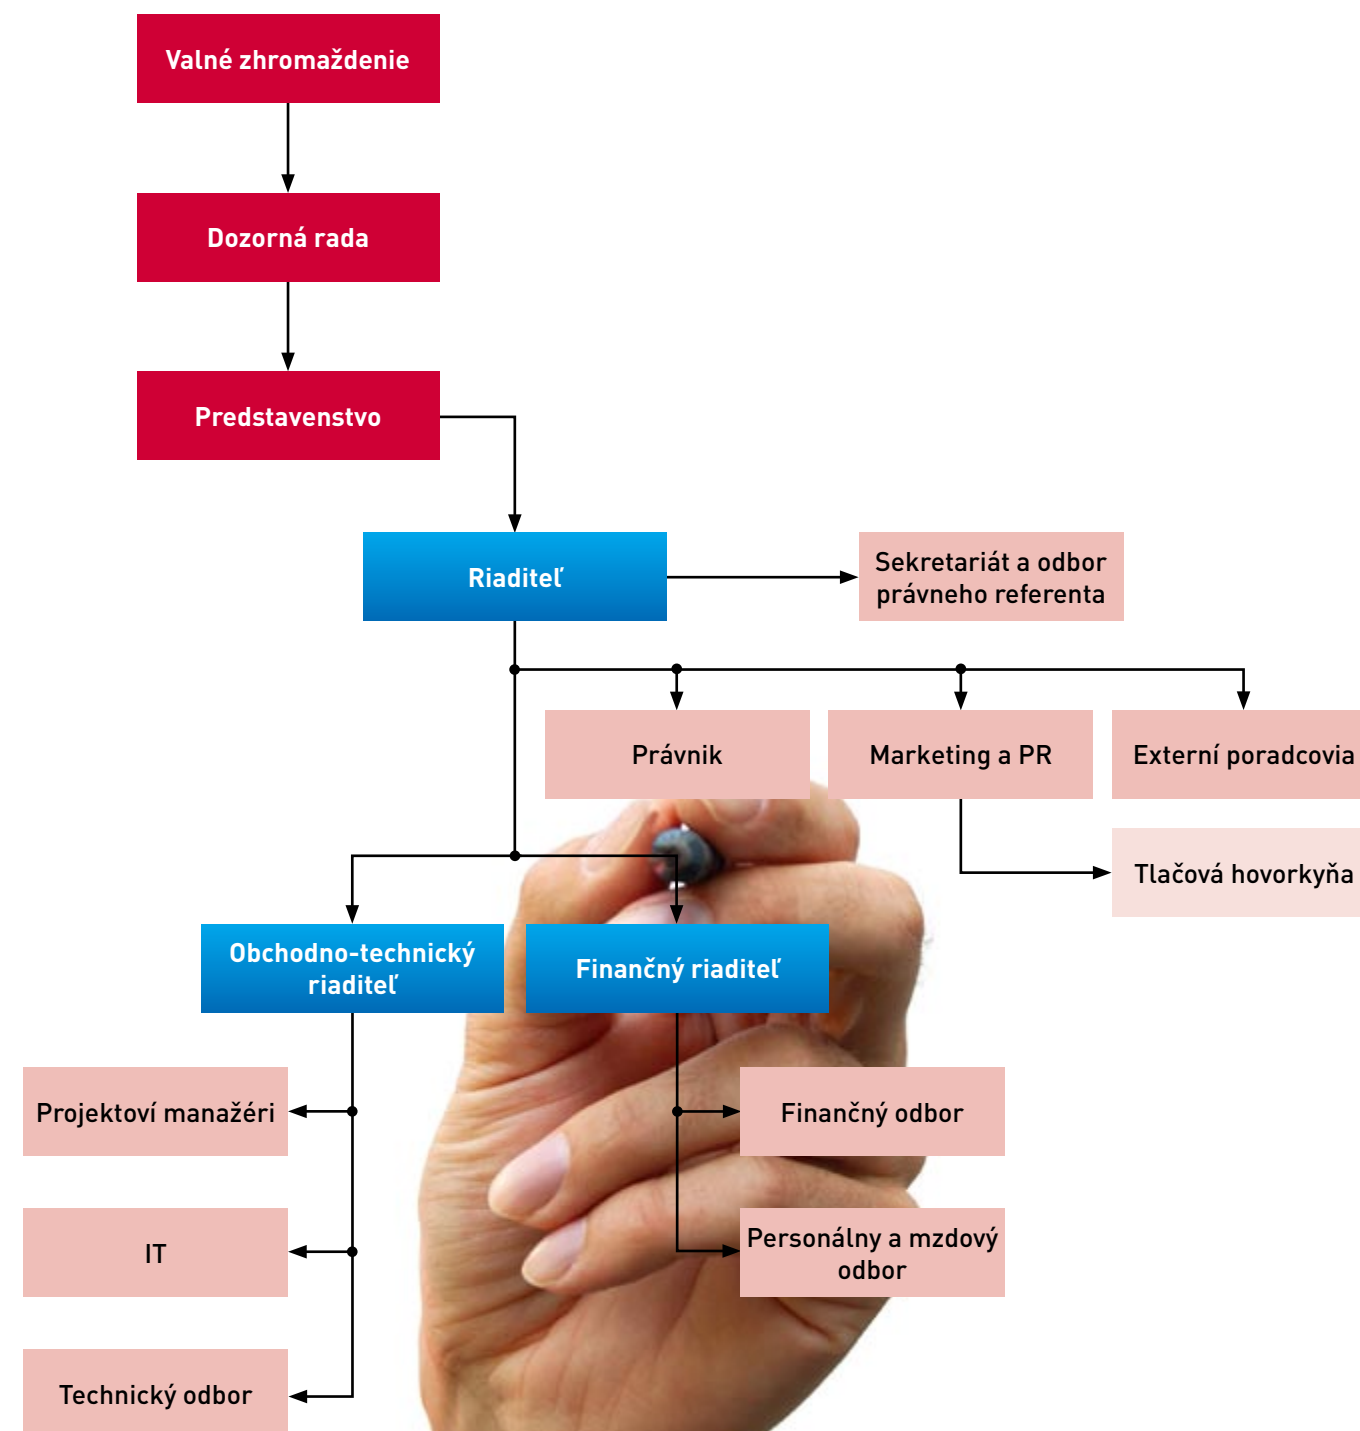 Valné zhromaždenie
Dozorná rada
Predstavenstvo
Riaditeľ
Sekretariát a odbor
právneho referenta
Právnik
Marketing a PR
Externí poradcovia
Tlačová hovorkyňa
Obchodno-technický
riaditeľ
Finančný riaditeľ
Projektoví manažéri
Finančný odbor
IT
Personálny a mzdový
odbor
Technický odbor